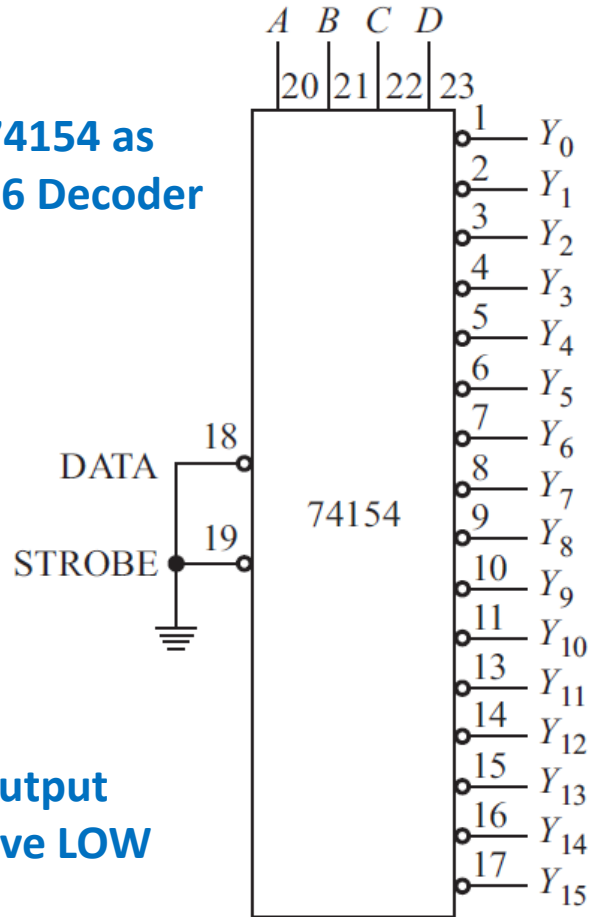 A B C D
20 21 22 23
74154 as
6 Decoder
1 Y0
2 Y1
3 Y2
4 Y3
5 Y4
6 Y5
18
7 Y6
DATA
8 Y7
74154
9 Y8
19
STROBE
10 Y9
11 Y10
13 Y11
14 Y12
utput
15 Y13
ve LOW
16 Y14
17 Y15